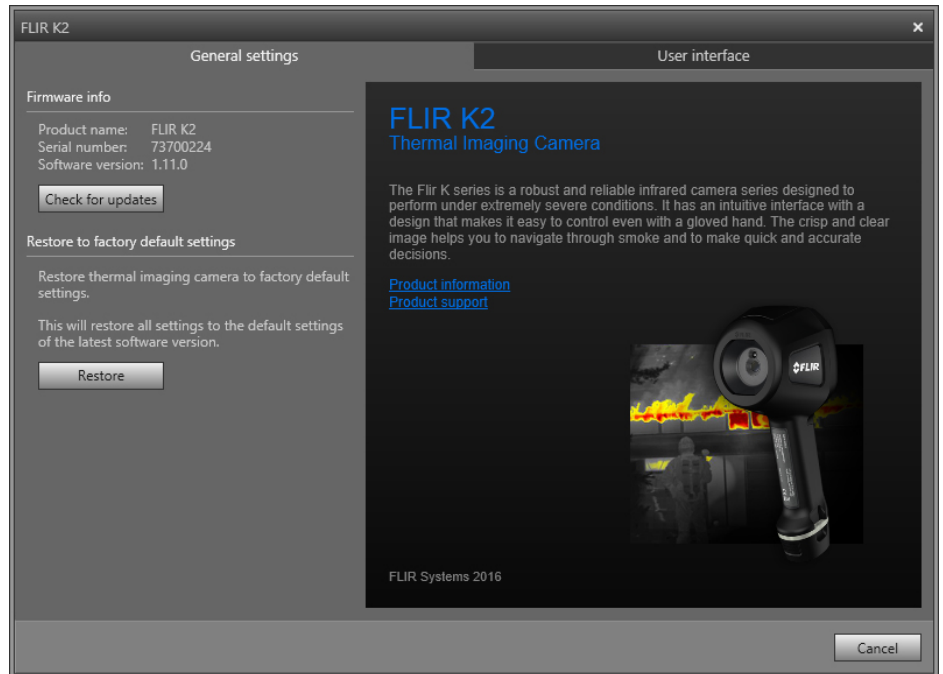 FLIR K2
×
General settings
User interface
Firmware info
Product name: FLIR K2
Serial number: 73700224
Software version: 1.11.0
Check for updates
Restore to factory default settings
Restore thermal imaging camera to factory default
settings.
This will restore all settings to the default settings
of the latest software version.
Restore
FLIR K2
Thermal Imaging Camera
The Flir K series is a robust and reliable infrared camera series designed to
perform under extremely severe conditions. It has an intuitive interface with a
design that makes it easy to control even with a gloved hand. The crisp and clear
image helps you to navigate through smoke and to make quick and accurate
decisions.
Product information
Product support
FLIR
FLIR Systems 2016
Cancel